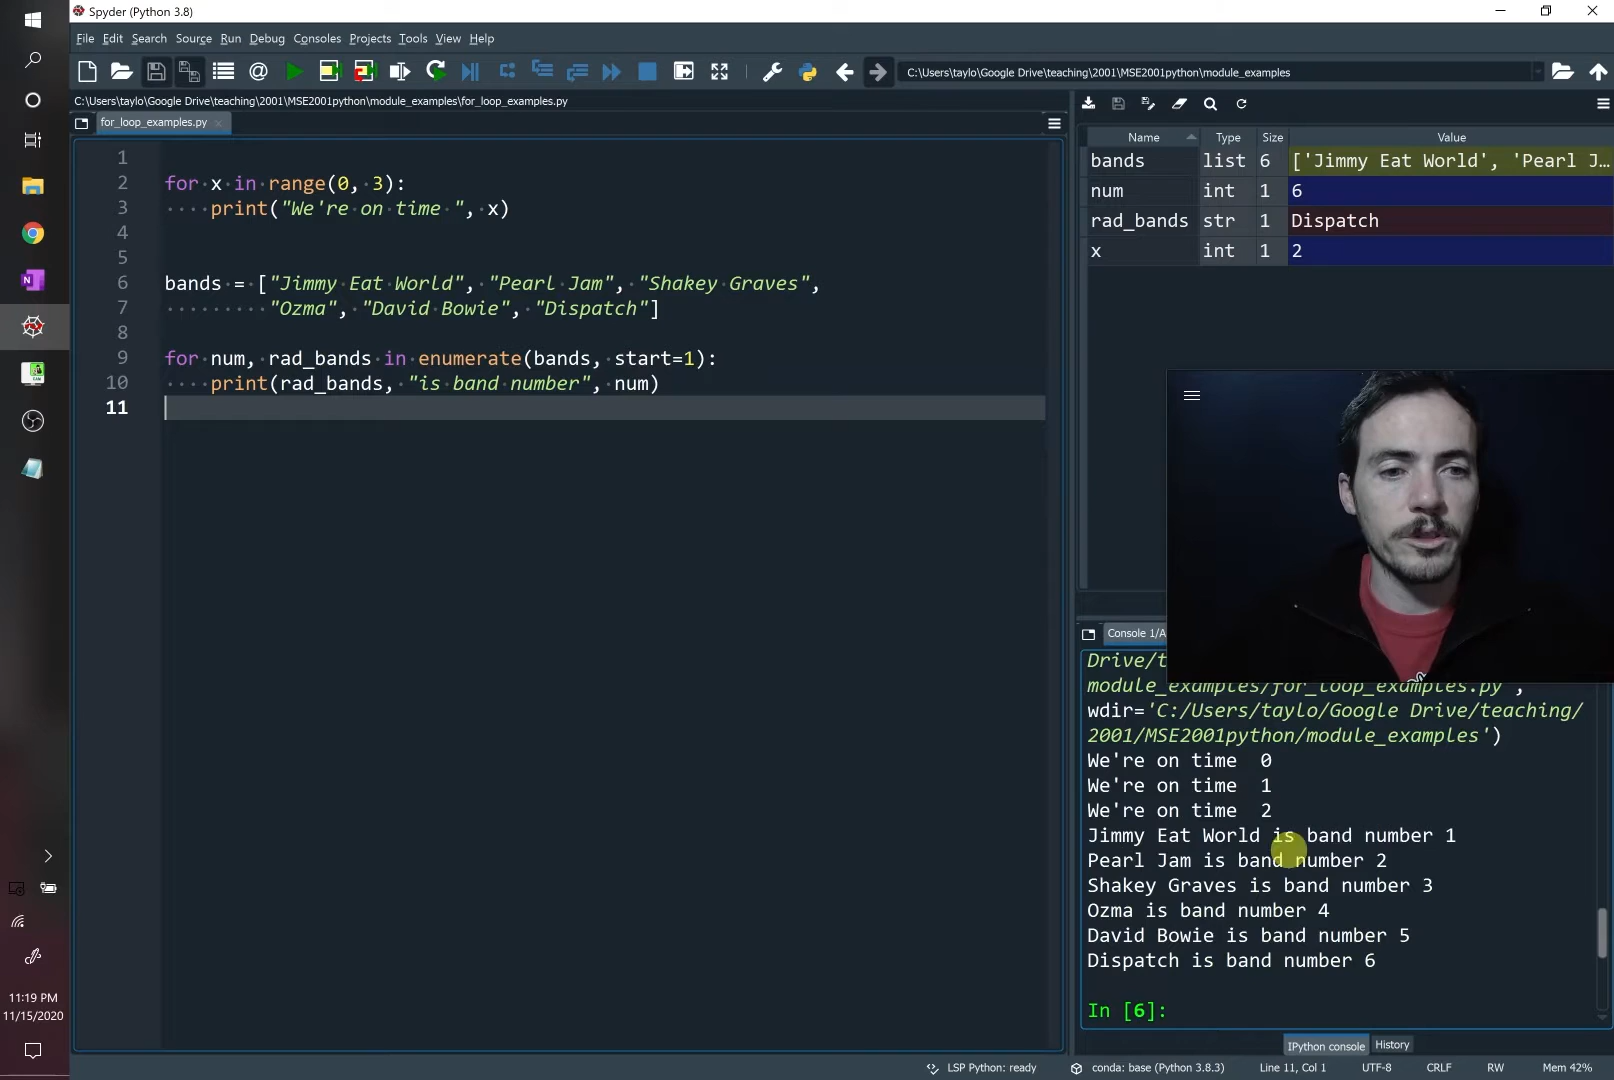 Spyder (Python 3.8)
File Edit Search Source Run Debug Consoles Projects Tools View Help
C:\Users\taylo\Google Drive\teaching\2001\MSE2001python\module_examples
C:\Users\taylo\Google Drive\teaching\2001\MSE2001python\module_examples\for_loop_examples.py
for_loop_examples.py
1
2 for x in range(0, 3):
3 print("We're on time ", x)
4
5
6 bands = ["Jimmy Eat World", "Pearl Jam", "Shakey Graves",
7 "Ozma", "David Bowie", "Dispatch"]
8
9 for num, rad_bands in enumerate(bands, start=1):
10 print(rad_bands, "is band number", num)
11
Name Type Size Value
bands list 6 ['Jimmy Eat World', 'Pearl J…
num int 1 6
rad_bands str 1 Dispatch
x int 1 2
Console 1/A
Drive/t
module_examples/for_loop_examples.py',
wdir='C:/Users/taylo/Google Drive/teaching/
2001/MSE2001python/module_examples')
We're on time  0
We're on time  1
We're on time  2
Jimmy Eat World is band number 1
Pearl Jam is band number 2
Shakey Graves is band number 3
Ozma is band number 4
David Bowie is band number 5
Dispatch is band number 6
In [6]:
IPython console History
LSP Python: ready conda: base (Python 3.8.3) Line 11, Col 1 UTF-8 CRLF RW Mem 42%
11:19 PM
11/15/2020